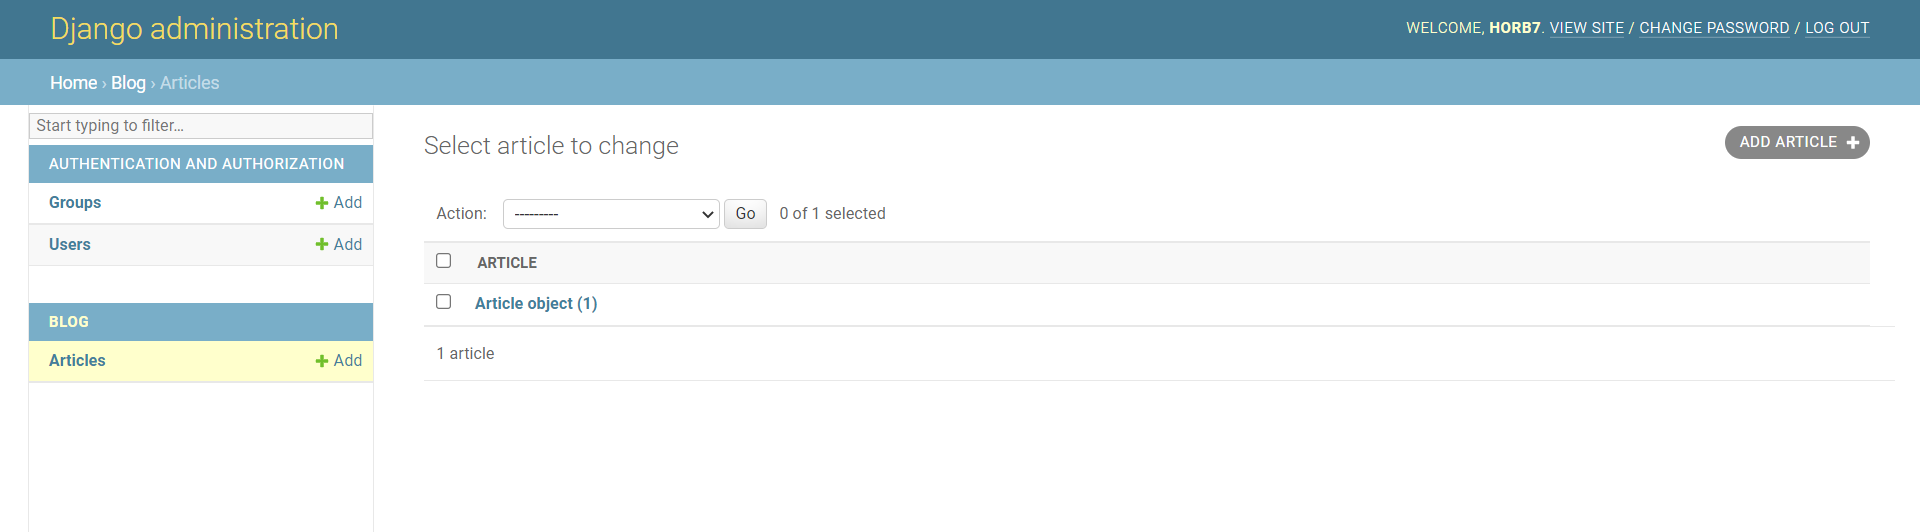 Django administration
WELCOME, HORB7. VIEW SITE / CHANGE PASSWORD / LOG OUT
Home › Blog › Articles
Start typing to filter…
AUTHENTICATION AND AUTHORIZATION
Groups + Add
Users + Add
BLOG
Articles + Add
Select article to change
ADD ARTICLE +
Action: --------- Go 0 of 1 selected
ARTICLE
Article object (1)
1 article